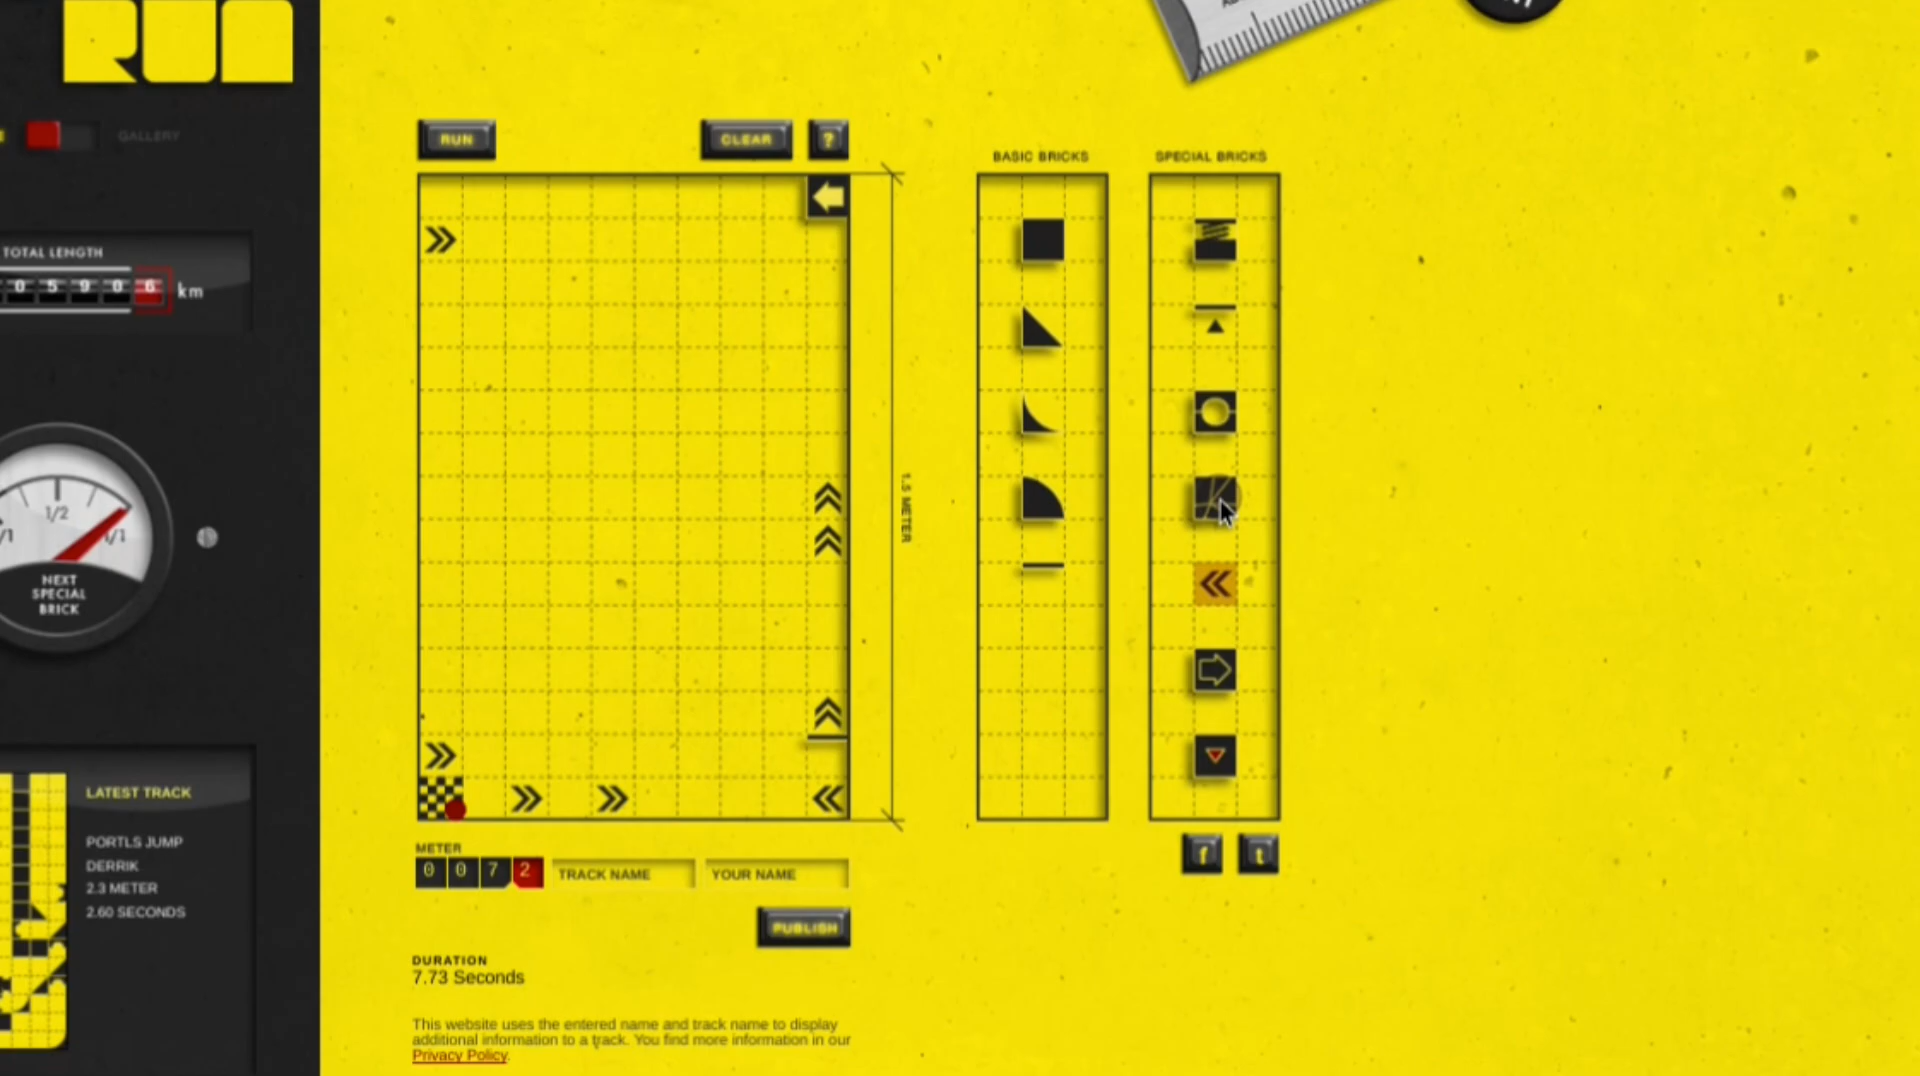 RUN
GALLERY
RUN
CLEAR
?
BASIC BRICKS
SPECIAL BRICKS
TOTAL LENGTH
0 5 9 0 6 km
1/2
/1
1/1
NEXT
SPECIAL
BRICK
1.5 METER
LATEST TRACK
PORTLS JUMP
DERRIK
2.3 METER
2.60 SECONDS
METER
0 0 7 2
TRACK NAME
YOUR NAME
f
t
PUBLISH
DURATION
7.73 Seconds
This website uses the entered name and track name to display
additional information to a track. You find more information in our
Privacy Policy.